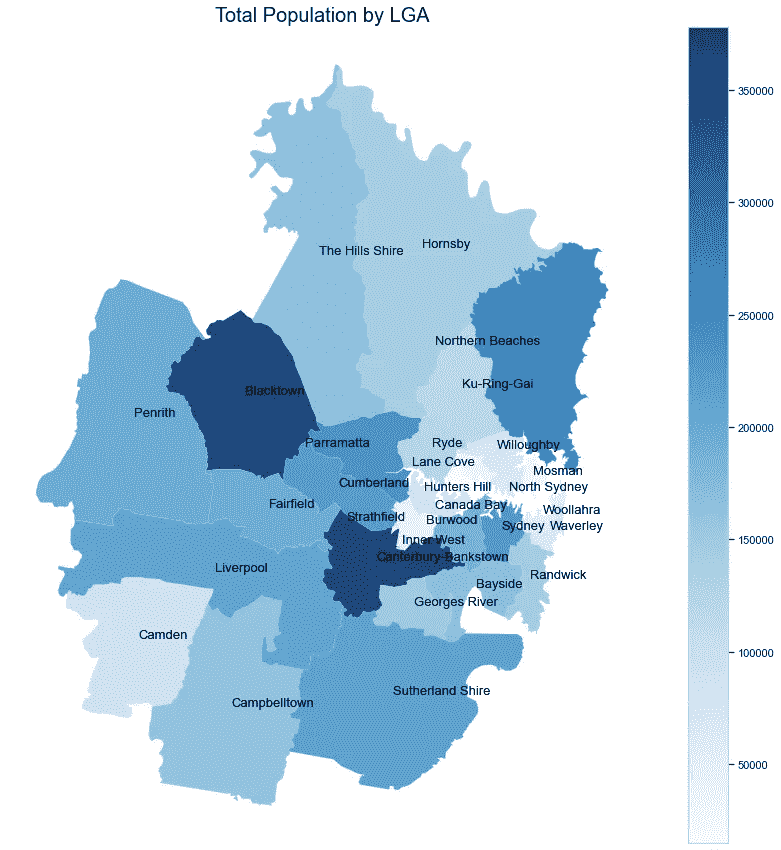 Total Population by LGA
350000
300000
Hornsby
The Hills Shire
250000
Northern Beaches
Ku-Ring-Gai
Blacktown
Penrith
200000
Parramatta
Ryde
Willoughby
Lane Cove
Mosman
Cumberland
Hunters Hill
North Sydney
Fairfield
Canada Bay
Woollahra
Strathfield
Burwood
Sydney
Waverley
Inner West
150000
Canterbury-Bankstown
Liverpool
Randwick
Bayside
Georges River
Camden
100000
Sutherland Shire
Campbelltown
50000